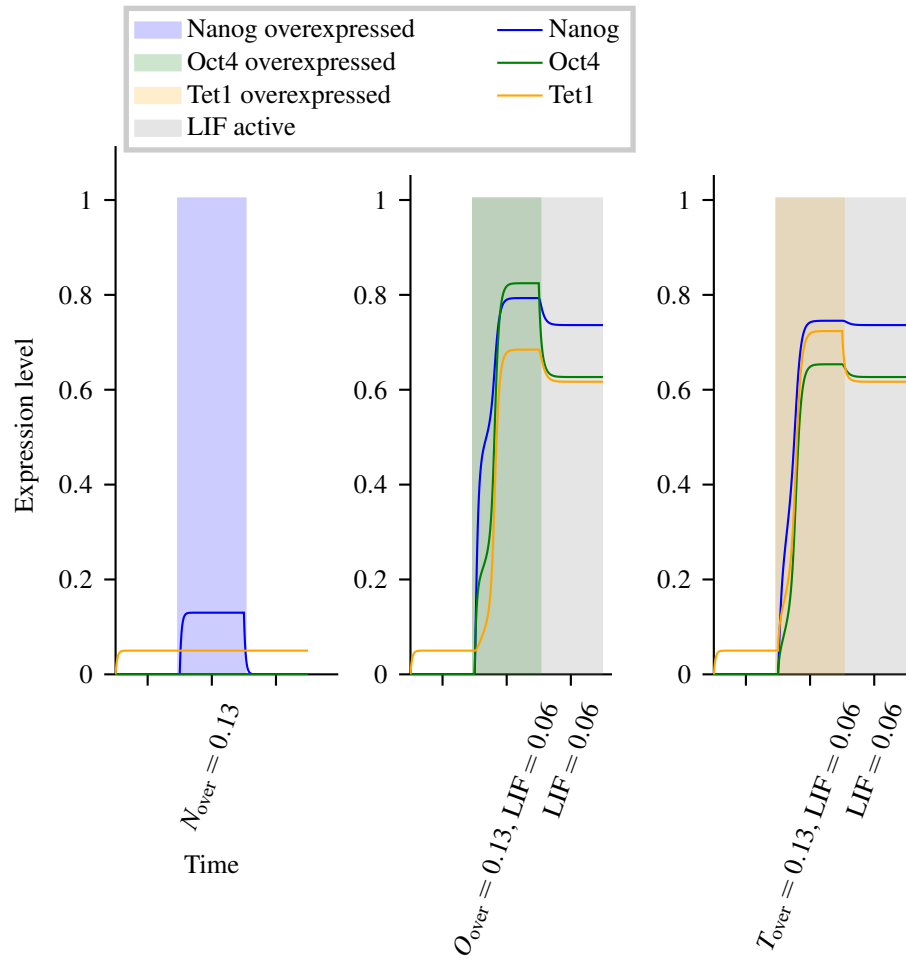 Nanog overexpressed
Oct4 overexpressed
Tet1 overexpressed
LIF active
Nanog
Oct4
Tet1
Expression level
1
0.8
0.6
0.4
0.2
0
N_over = 0.13
Time
1
0.8
0.6
0.4
0.2
0
O_over = 0.13, LIF = 0.06
LIF = 0.06
1
0.8
0.6
0.4
0.2
0
T_over = 0.13, LIF = 0.06
LIF = 0.06